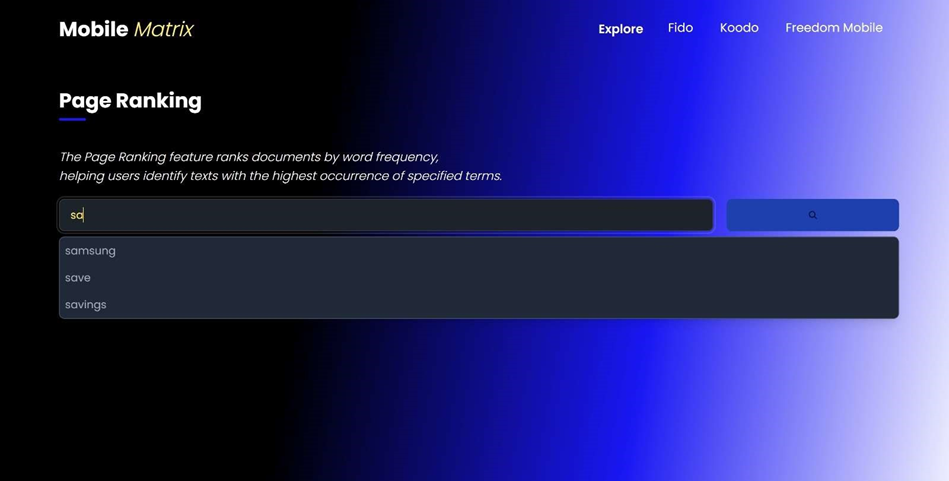 Mobile Matrix
Explore Fido Koodo Freedom Mobile
Page Ranking
The Page Ranking feature ranks documents by word frequency,
helping users identify texts with the highest occurrence of specified terms.
sa
samsung
save
savings